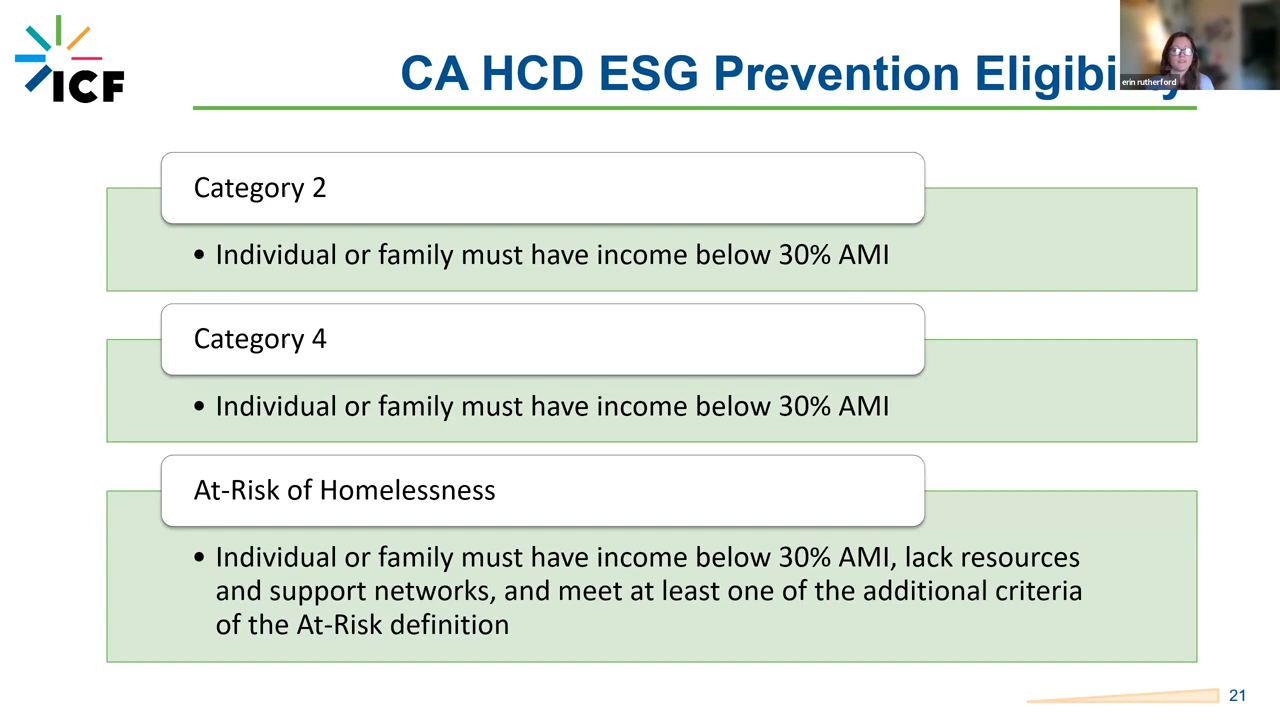 ICF
CA HCD ESG Prevention Eligibi
erin rutherford
Category 2
• Individual or family must have income below 30% AMI
Category 4
• Individual or family must have income below 30% AMI
At-Risk of Homelessness
• Individual or family must have income below 30% AMI, lack resources
and support networks, and meet at least one of the additional criteria
of the At-Risk definition
21